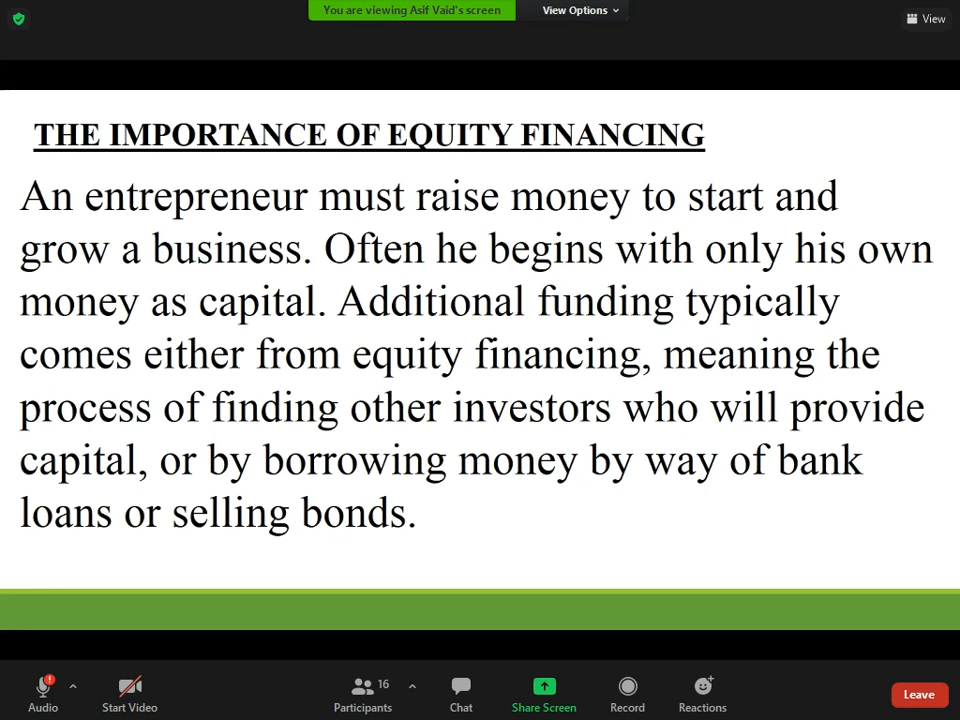 You are viewing Asif Vaid's screen
View Options
View
THE IMPORTANCE OF EQUITY FINANCING
An entrepreneur must raise money to start and
grow a business. Often he begins with only his own
money as capital. Additional funding typically
comes either from equity financing, meaning the
process of finding other investors who will provide
capital, or by borrowing money by way of bank
loans or selling bonds.
16
Audio
Start Video
Participants
Chat
Share Screen
Record
Reactions
Leave